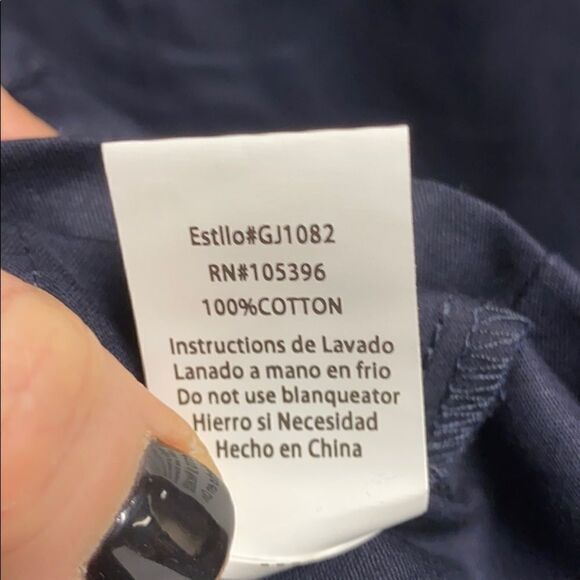 Estllo#GJ1082
RN#105396
100%COTTON
Instructions de Lavado
Lanado a mano en frio
Do not use blanqueator
Hierro si Necesidad
Hecho en China